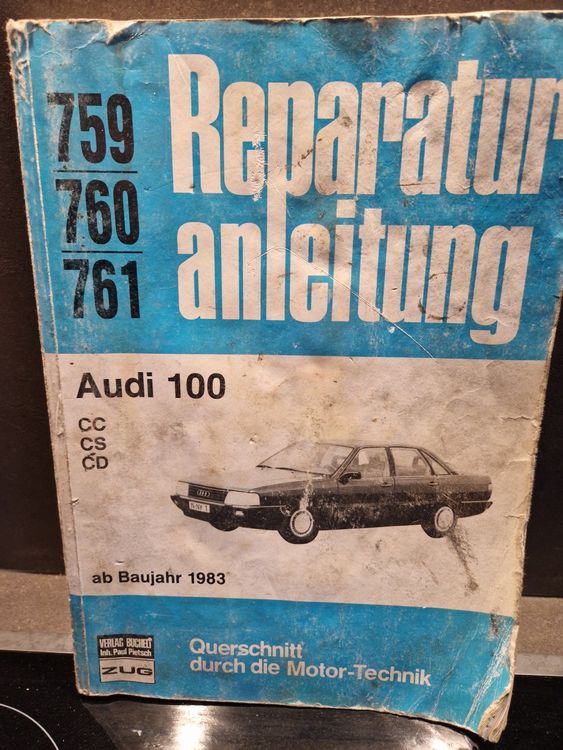 759
760
761
Reparatur
anleitung
Audi 100
CC
CS
CD
ab Baujahr 1983
VERLAG BUCHELI
Inh. Paul Pietsch
ZUG
Querschnitt
durch die Motor-Technik